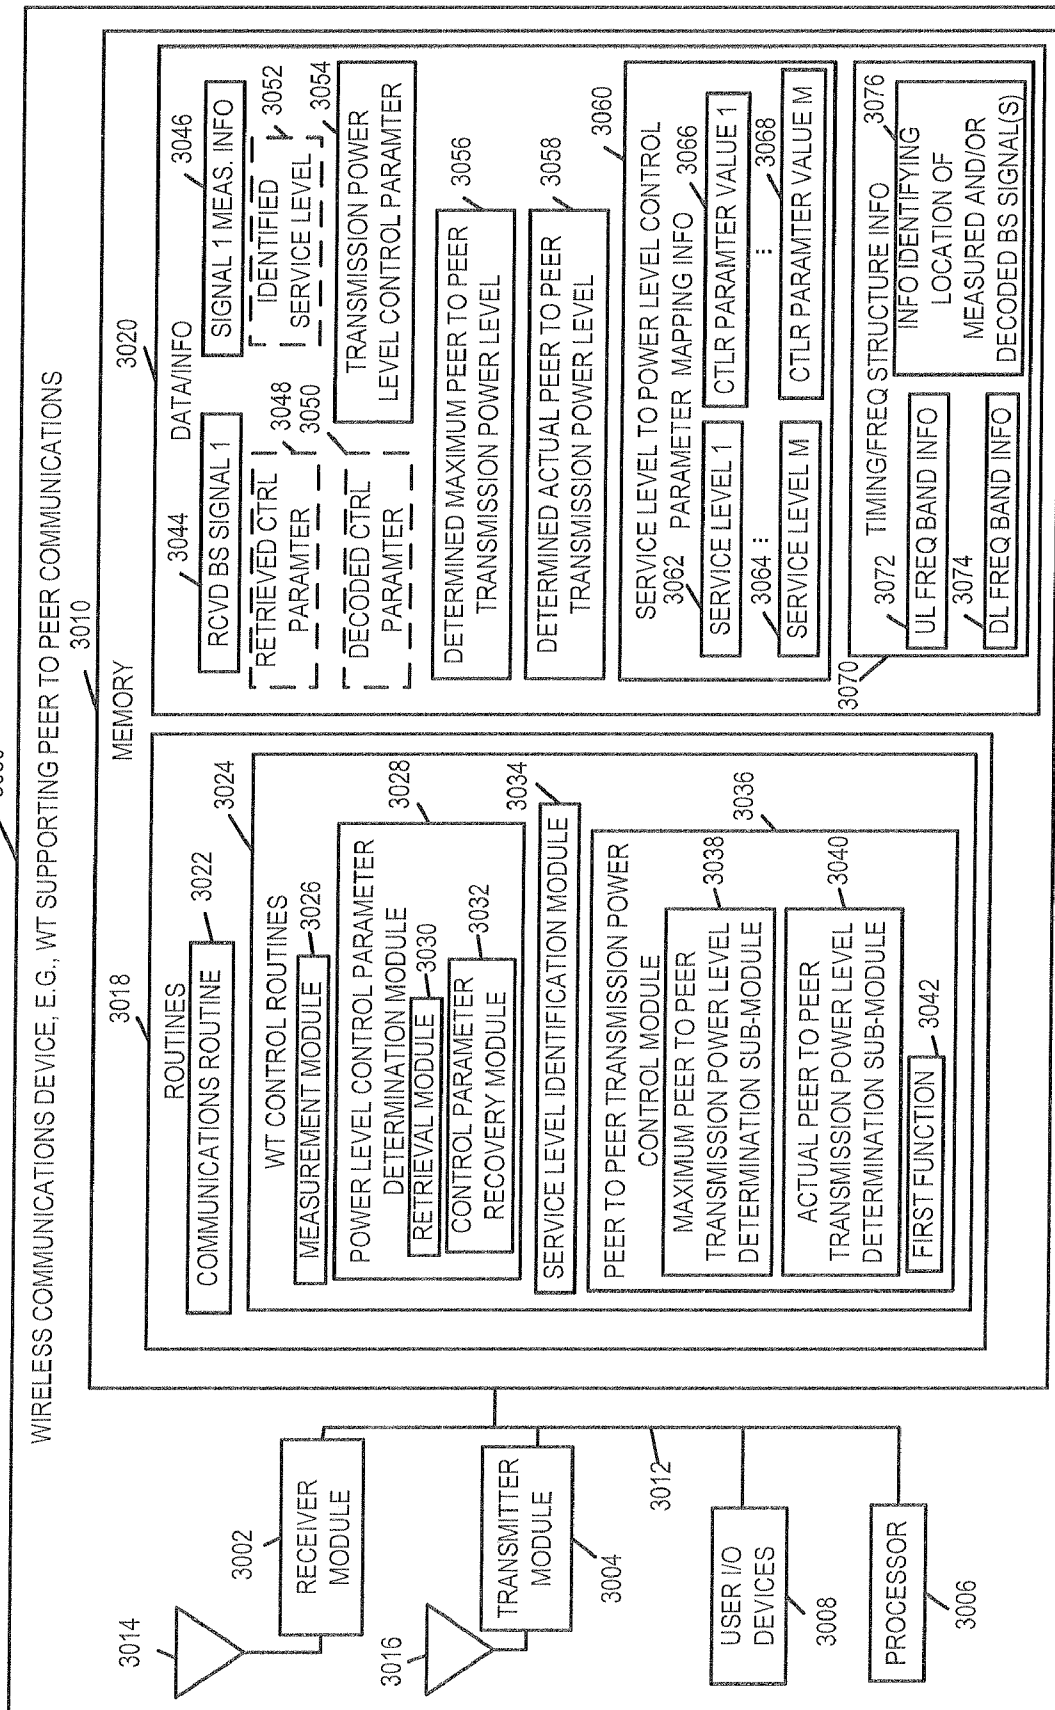 WIRELESS COMMUNICATIONS DEVICE, E.G., WT SUPPORTING PEER TO PEER COMMUNICATIONS
3010
3014
3002
RECEIVER
MODULE
3016
TRANSMITTER
MODULE
3004
3012
USER I/O
DEVICES
3008
PROCESSOR
3006
MEMORY
3018
ROUTINES
3022
COMMUNICATIONS ROUTINE
3024
WT CONTROL ROUTINES
3026
MEASUREMENT MODULE
3028
POWER LEVEL CONTROL PARAMETER
DETERMINATION MODULE
3030
RETRIEVAL MODULE
3032
CONTROL PARAMETER
RECOVERY MODULE
3034
SERVICE LEVEL IDENTIFICATION MODULE
3036
PEER TO PEER TRANSMISSION POWER
CONTROL MODULE
3038
MAXIMUM PEER TO PEER
TRANSMISSION POWER LEVEL
DETERMINATION SUB-MODULE
3040
ACTUAL PEER TO PEER
TRANSMISSION POWER LEVEL
DETERMINATION SUB-MODULE
3042
FIRST FUNCTION
3020
DATA/INFO
3044
RCVD BS SIGNAL 1
3046
SIGNAL 1 MEAS. INFO
3048
RETRIEVED CTRL
PARAMTER
3050
DECODED CTRL
PARAMTER
3052
IDENTIFIED
SERVICE LEVEL
3054
TRANSMISSION POWER
LEVEL CONTROL PARAMTER
3056
DETERMINED MAXIMUM PEER TO PEER
TRANSMISSION POWER LEVEL
3058
DETERMINED ACTUAL PEER TO PEER
TRANSMISSION POWER LEVEL
3060
SERVICE LEVEL TO POWER LEVEL CONTROL
PARAMETER MAPPING INFO
3062
SERVICE LEVEL 1
3066
CTLR PARAMTER VALUE 1
3064 :
: 3068
SERVICE LEVEL M
CTLR PARAMTER VALUE M
3070
TIMING/FREQ STRUCTURE INFO
3072
UL FREQ BAND INFO
3074
DL FREQ BAND INFO
3076
INFO IDENTIFYING
LOCATION OF
MEASURED AND/OR
DECODED BS SIGNAL(S)